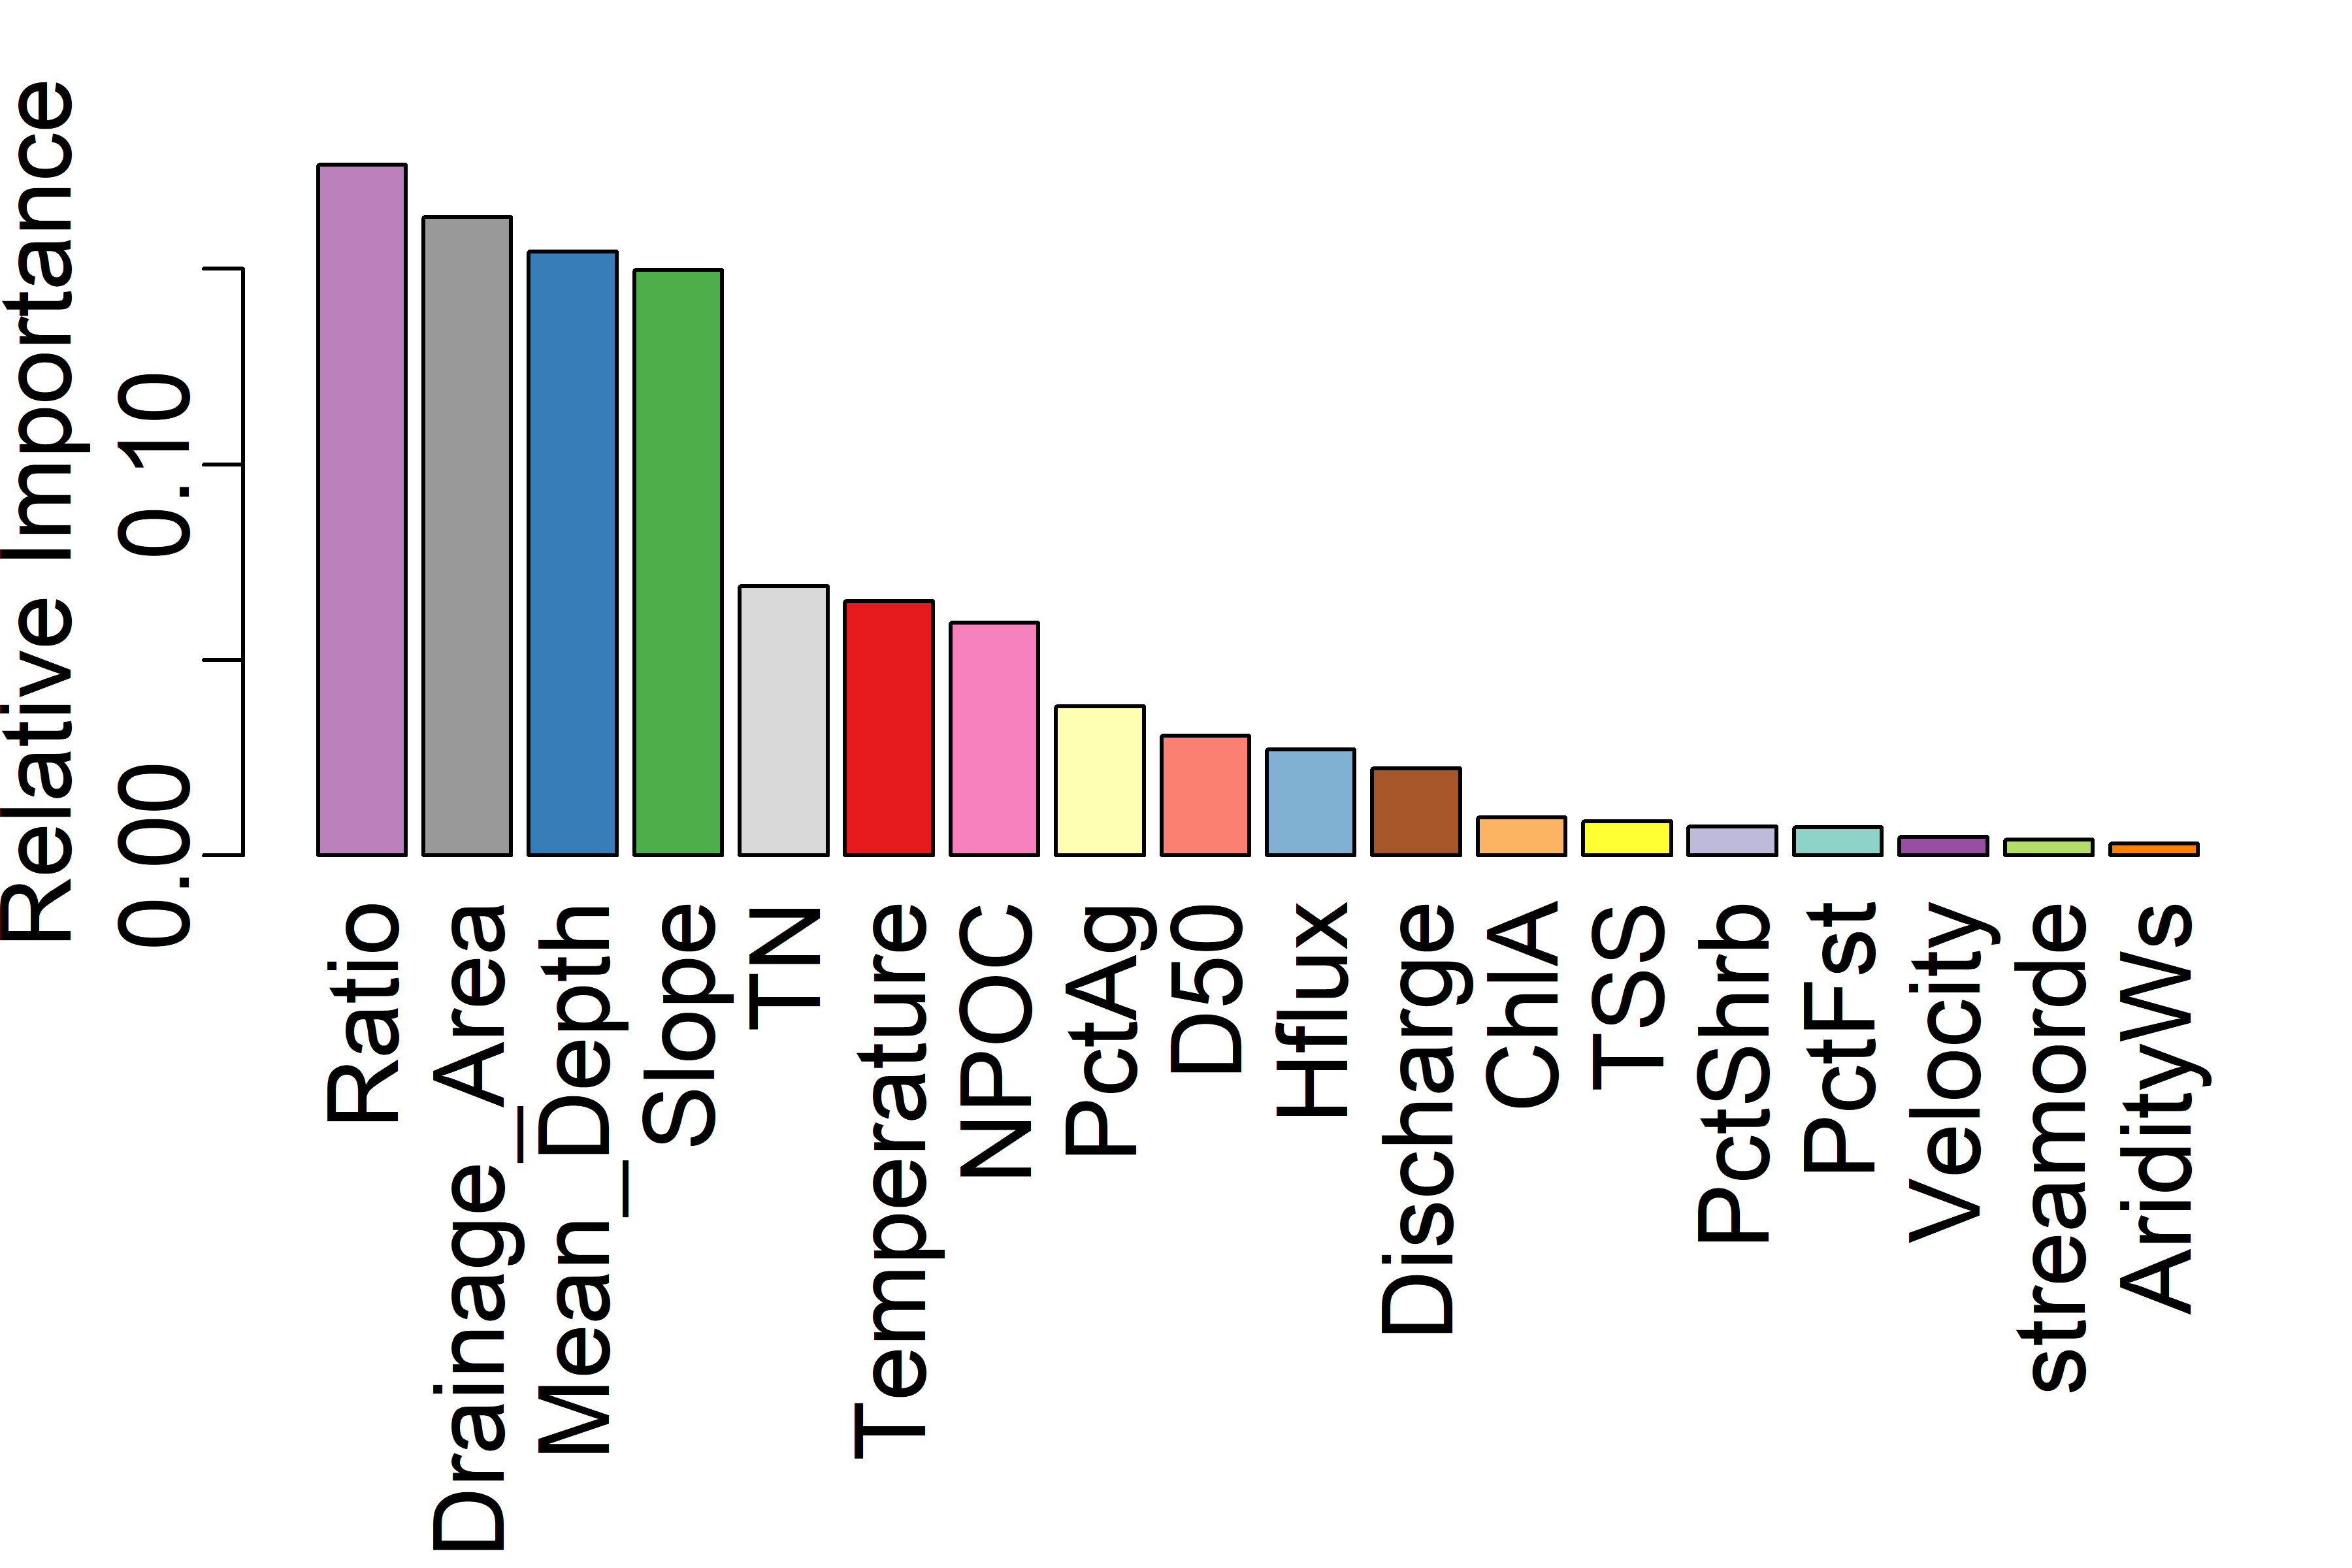 Relative Importance
0.10
0.00
Ratio
Drainage_Area
Mean_Depth
Slope
TN
Temperature
NPOC
PctAg
D50
Hflux
Discharge
ChlA
TSS
PctShrb
PctFst
Velocity
streamorde
AridityWs